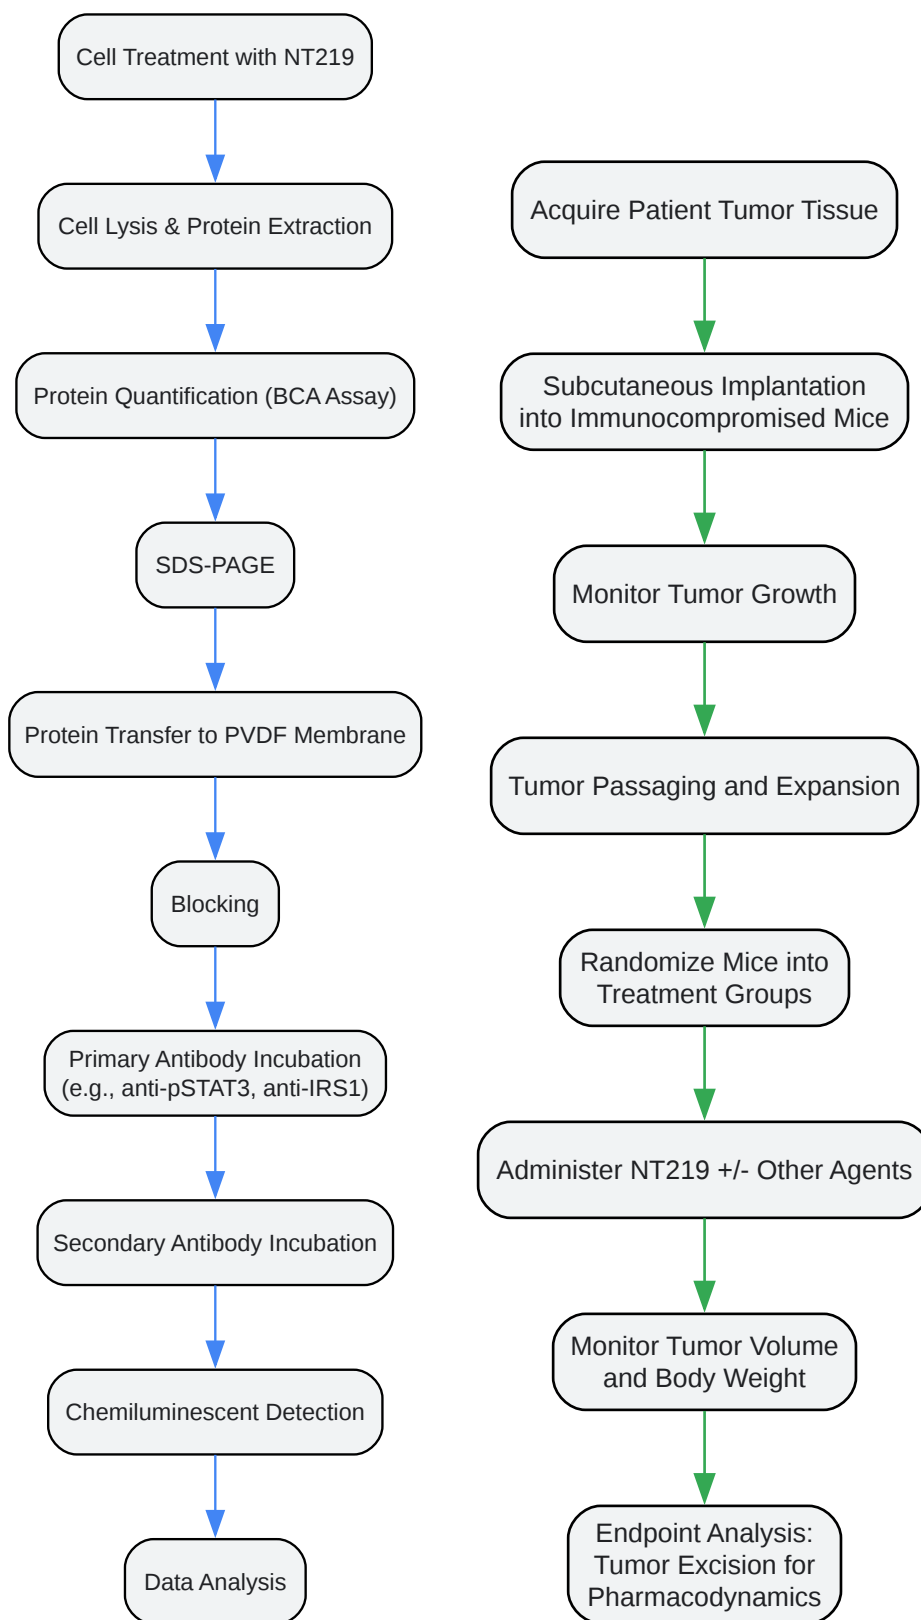 Cell Treatment with NT219
Cell Lysis & Protein Extraction
Protein Quantification (BCA Assay)
SDS-PAGE
Protein Transfer to PVDF Membrane
Blocking
Primary Antibody Incubation
(e.g., anti-pSTAT3, anti-IRS1)
Secondary Antibody Incubation
Chemiluminescent Detection
Data Analysis
Acquire Patient Tumor Tissue
Subcutaneous Implantation
into Immunocompromised Mice
Monitor Tumor Growth
Tumor Passaging and Expansion
Randomize Mice into
Treatment Groups
Administer NT219 +/- Other Agents
Monitor Tumor Volume
and Body Weight
Endpoint Analysis:
Tumor Excision for
Pharmacodynamics